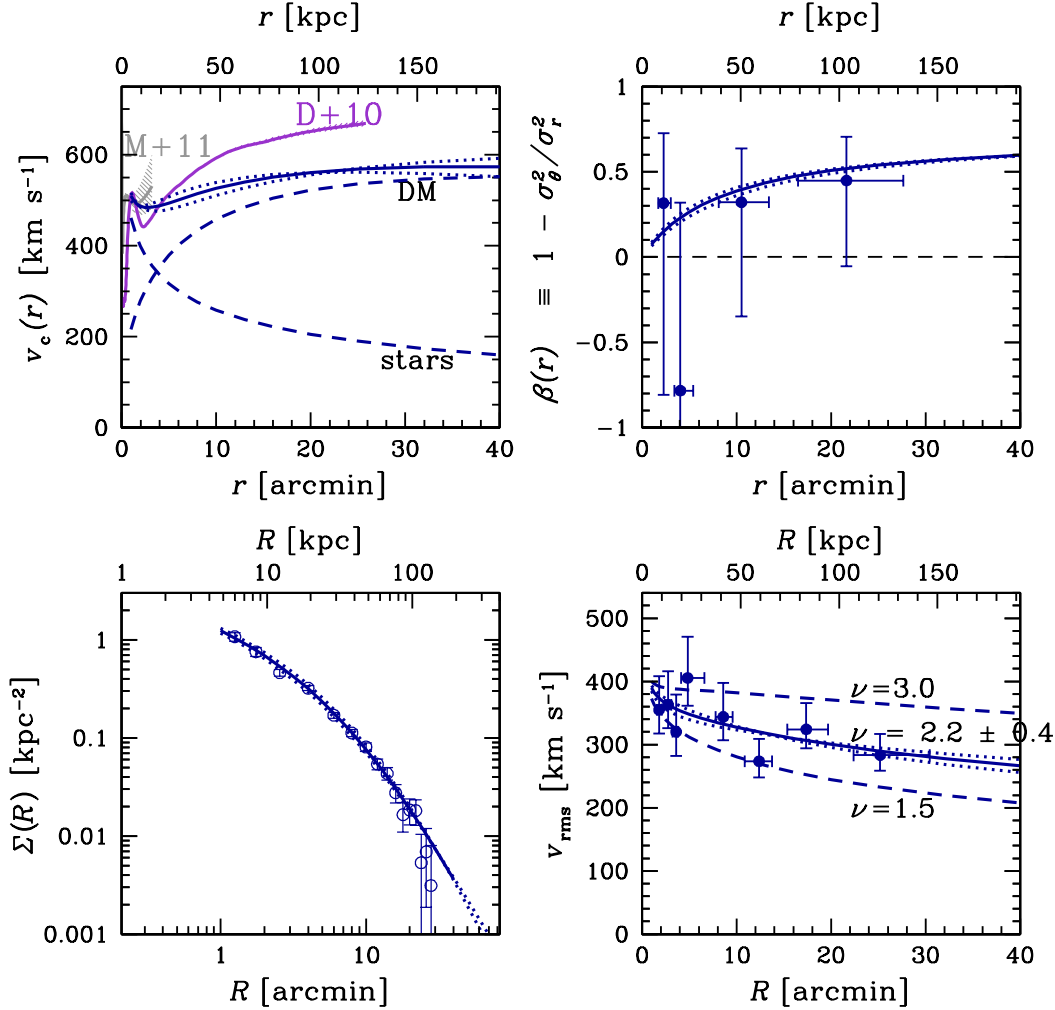 r [kpc]
0 50 100 150
600
400
200
0
v_c(r) [km s⁻¹]
M+11
D+10
DM
stars
0 10 20 30 40
r [arcmin]
r [kpc]
0 50 100 150
1
0.5
0
−0.5
−1
β(r) ≡ 1 − σ²_θ/σ²_r
0 10 20 30 40
r [arcmin]
R [kpc]
1 10 100
1
0.1
0.01
0.001
Σ(R) [kpc⁻²]
1 10
R [arcmin]
R [kpc]
0 50 100 150
500
400
300
200
100
0
v_rms [km s⁻¹]
ν=3.0
ν = 2.2 ± 0.4
ν=1.5
0 10 20 30 40
R [arcmin]